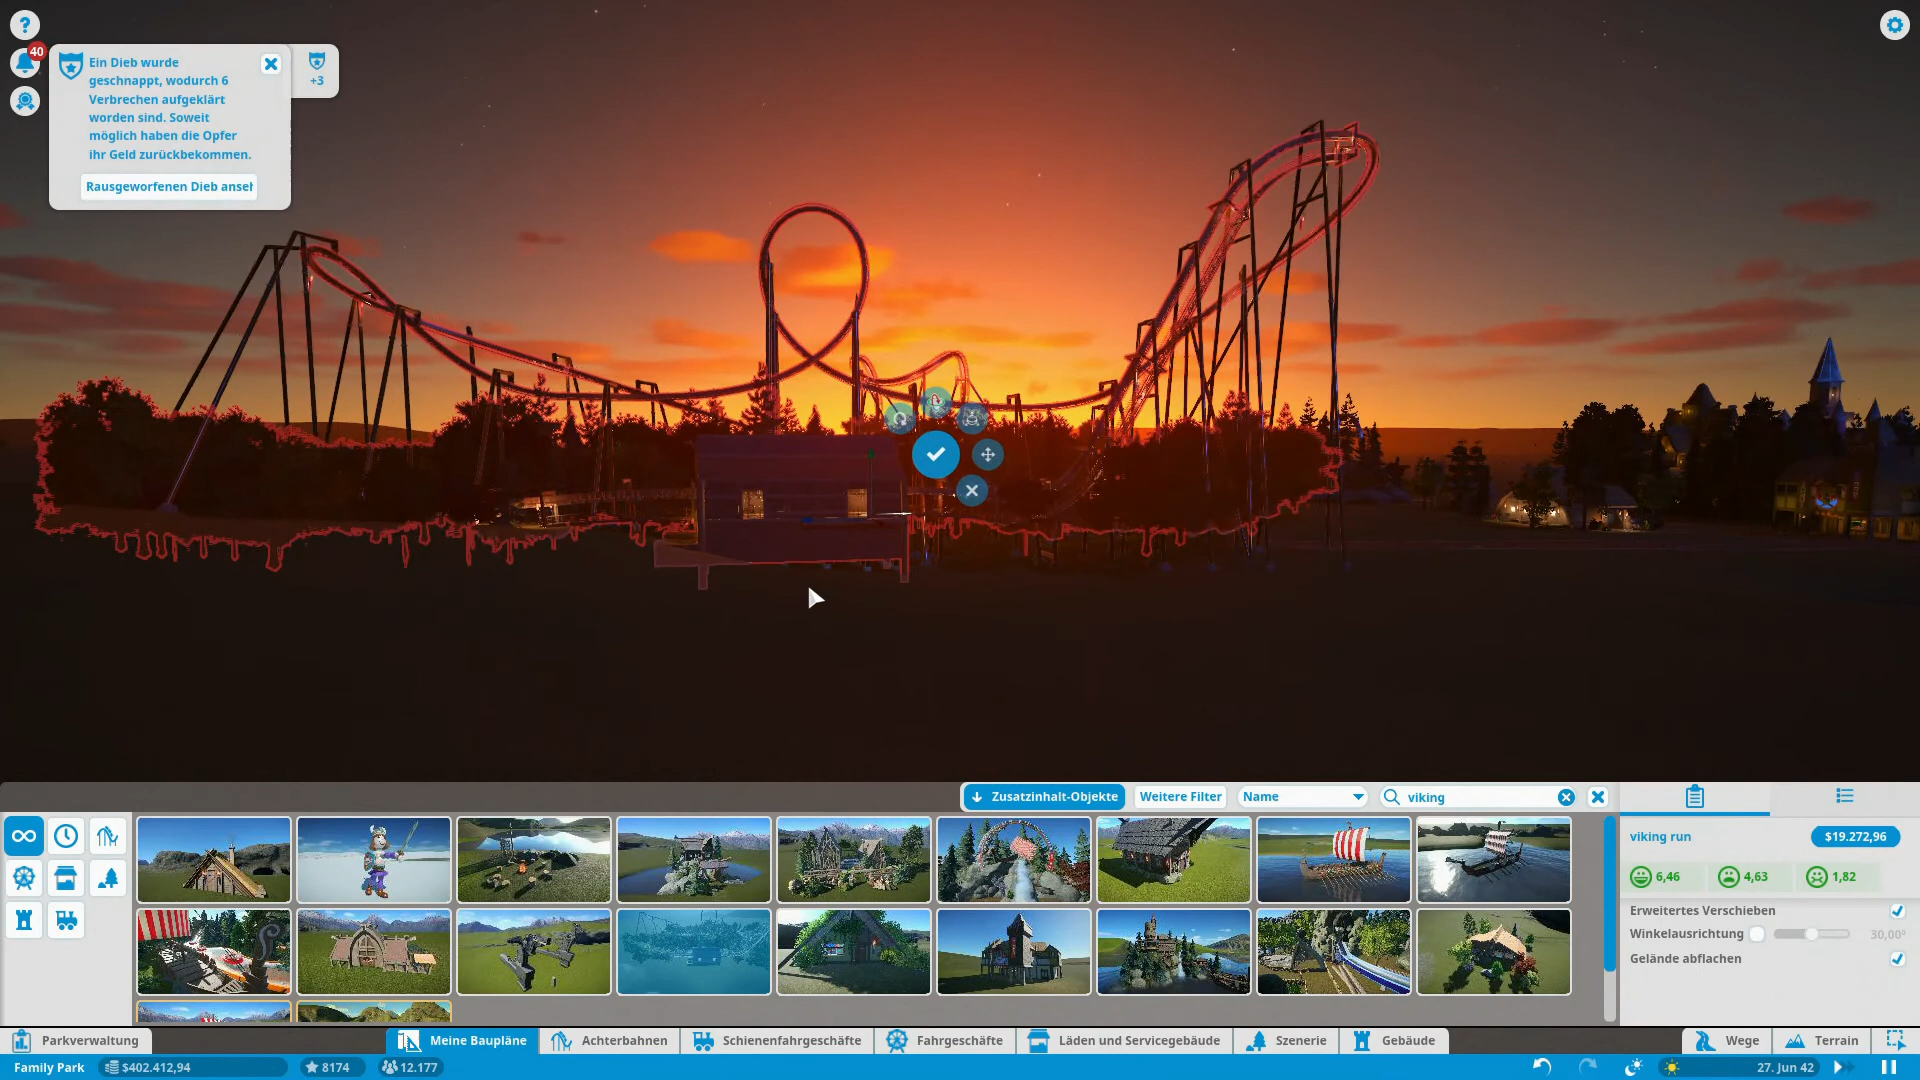 ?
40
Ein Dieb wurde
geschnappt, wodurch 6
Verbrechen aufgeklärt
worden sind. Soweit
möglich haben die Opfer
ihr Geld zurückbekommen.
+3
Rausgeworfenen Dieb anseh
Zusatzinhalt-Objekte
Weitere Filter
Name
viking
viking run
$19.272,96
6,46
4,63
1,82
Erweitertes Verschieben
Winkelausrichtung
30,00°
Gelände abflachen
Parkverwaltung
Meine Baupläne
Achterbahnen
Schienenfahrgeschäfte
Fahrgeschäfte
Läden und Servicegebäude
Szenerie
Gebäude
Wege
Terrain
Family Park
$402.412,94
8174
12.177
27. Jun 42